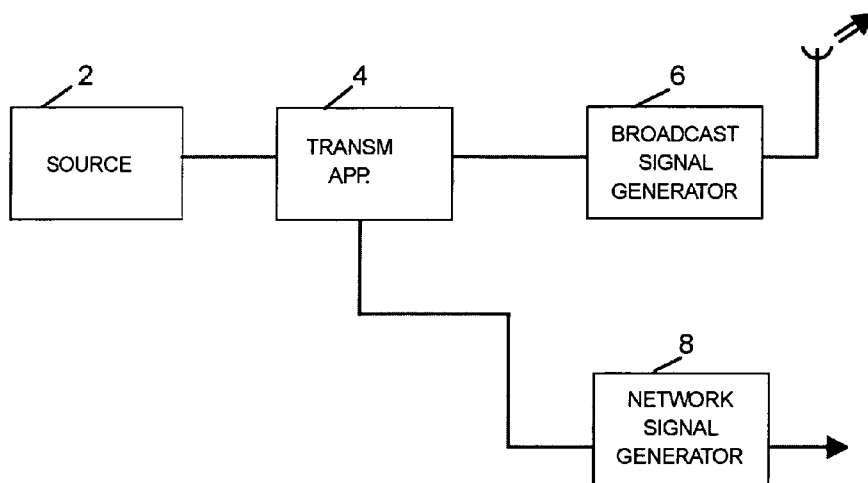 2
SOURCE
4
TRANSM
APP.
6
BROADCAST
SIGNAL
GENERATOR
8
NETWORK
SIGNAL
GENERATOR